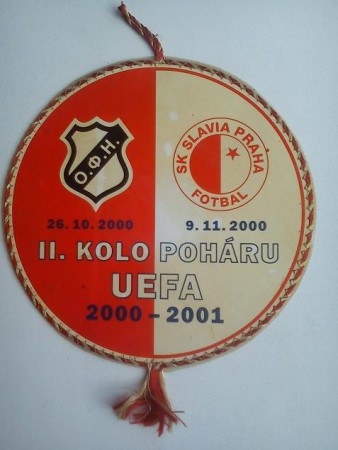 Ο.Φ.Η.
SK SLAVIA PRAHA
FOTBAL
26.10.2000 9.11.2000
II. KOLO POHÁRU
UEFA
2000-2001